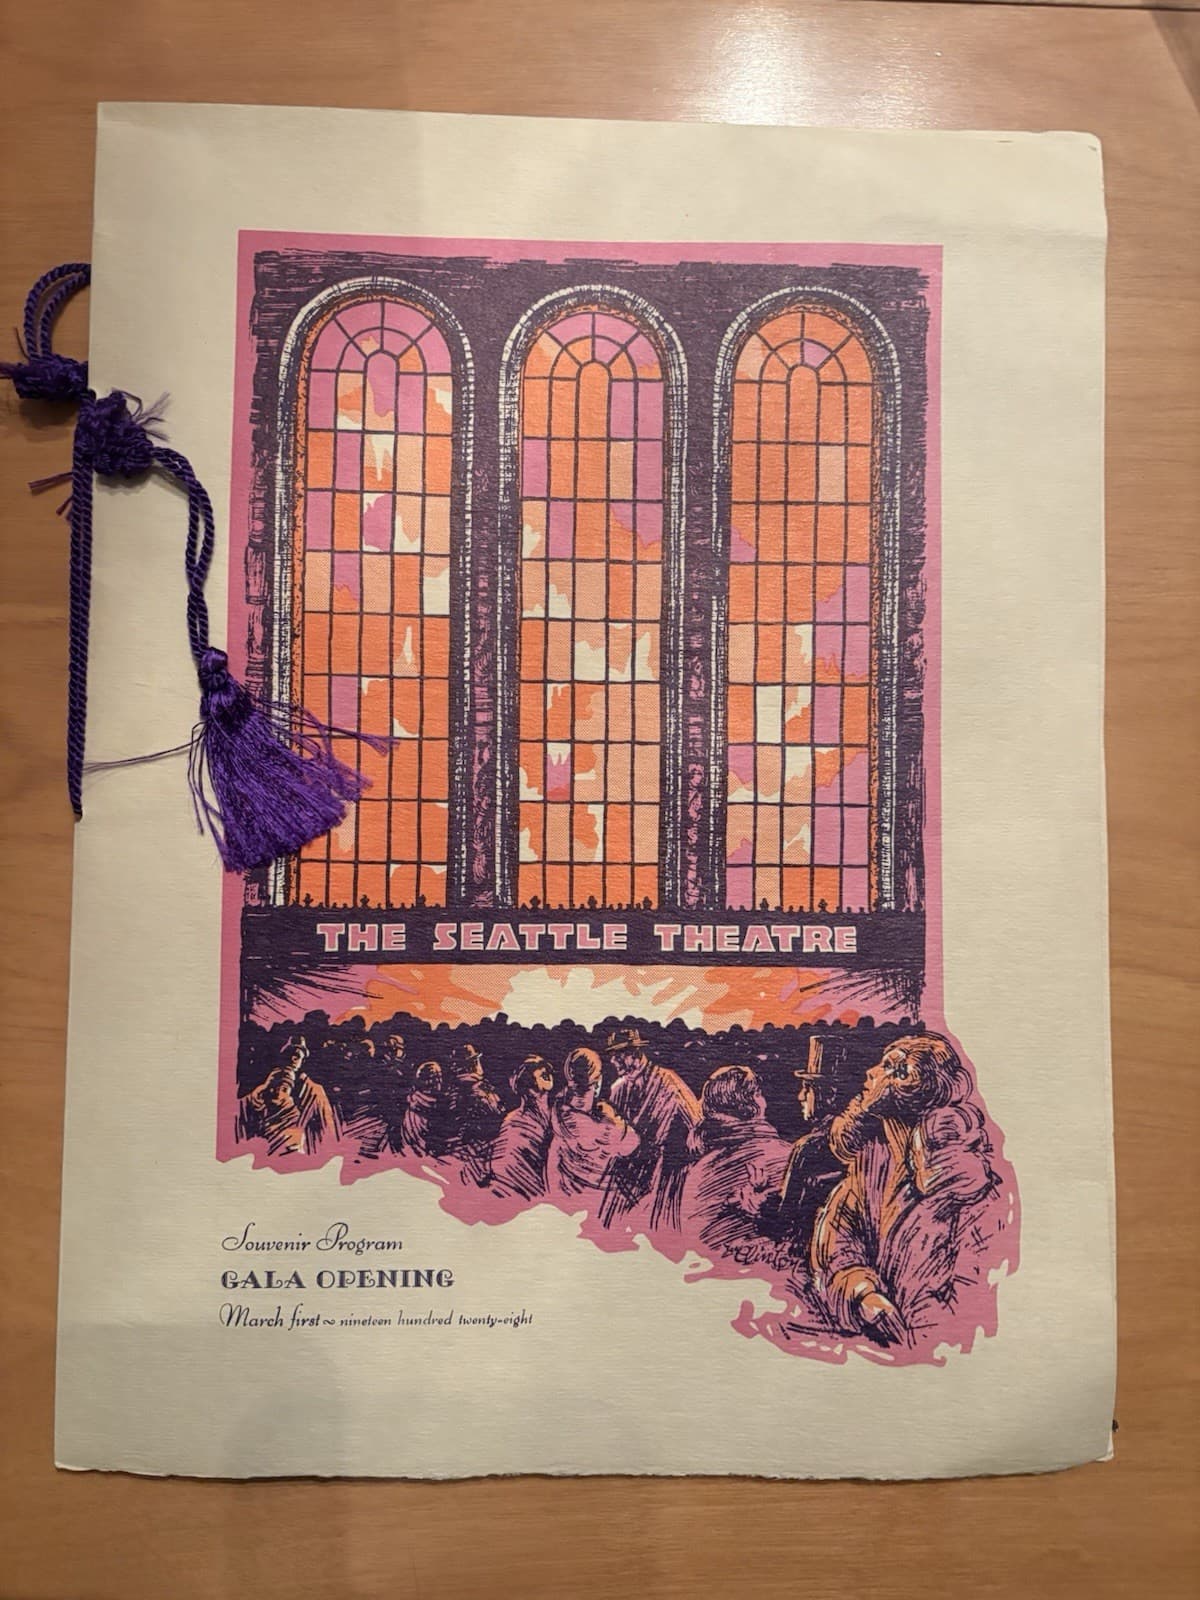 THE SEATTLE THEATRE
Souvenir Program
GALA OPENING
March first ~ nineteen hundred twenty-eight